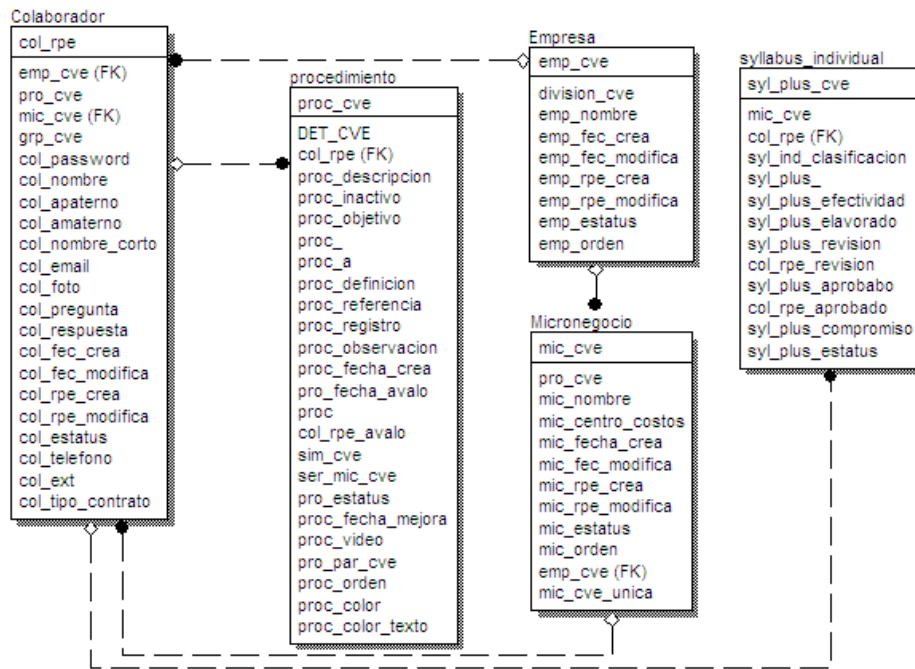 Colaborador
col_rpe
emp_cve (FK)
pro_cve
mic_cve (FK)
grp_cve
col_password
col_nombre
col_apaterno
col_amaterno
col_nombre_corto
col_email
col_foto
col_pregunta
col_respuesta
col_fec_crea
col_fec_modifica
col_rpe_crea
col_rpe_modifica
col_estatus
col_telefono
col_ext
col_tipo_contrato
procedimiento
proc_cve
DET_CVE
col_rpe (FK)
proc_descripcion
proc_inactivo
proc_objetivo
proc_
proc_a
proc_definicion
proc_referencia
proc_registro
proc_observacion
proc_fecha_crea
pro_fecha_avalo
proc
col_rpe_avalo
sim_cve
ser_mic_cve
pro_estatus
proc_fecha_mejora
proc_video
pro_par_cve
proc_orden
proc_color
proc_color_texto
Empresa
emp_cve
division_cve
emp_nombre
emp_fec_crea
emp_fec_modifica
emp_rpe_crea
emp_rpe_modifica
emp_estatus
emp_orden
Micronegocio
mic_cve
pro_cve
mic_nombre
mic_centro_costos
mic_fecha_crea
mic_fec_modifica
mic_rpe_crea
mic_rpe_modifica
mic_estatus
mic_orden
emp_cve (FK)
mic_cve_unica
syllabus_individual
syl_plus_cve
mic_cve
col_rpe (FK)
syl_ind_clasificacion
syl_plus_
syl_plus_efectividad
syl_plus_elavorado
syl_plus_revision
col_rpe_revision
syl_plus_aprobabo
col_rpe_aprobado
syl_plus_compromiso
syl_plus_estatus